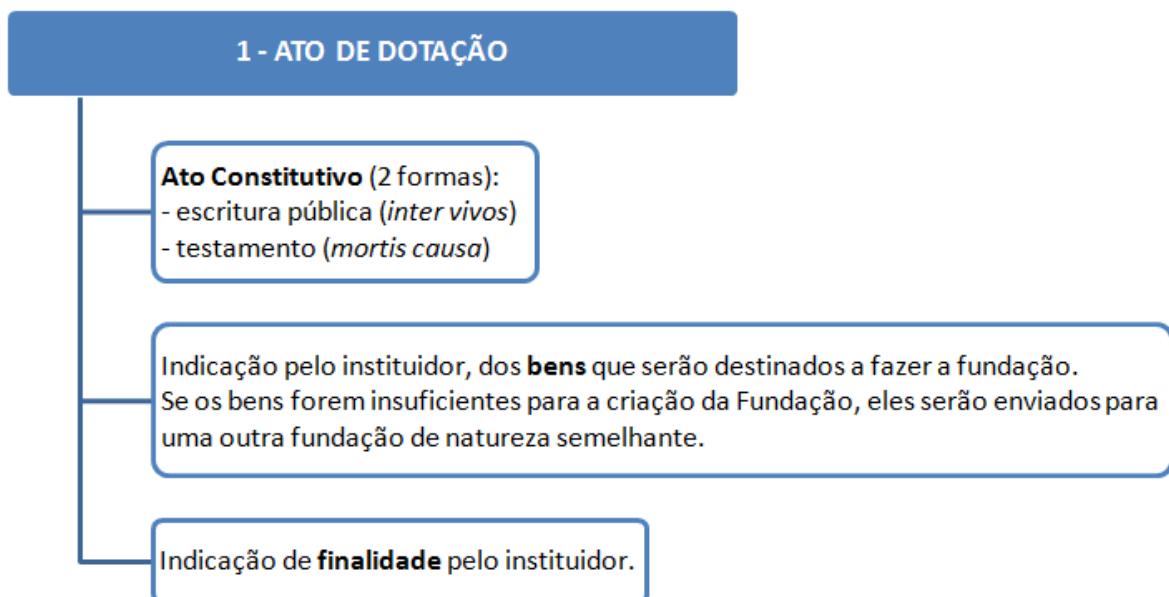 1 - ATO DE DOTAÇÃO
Ato Constitutivo (2 formas):
- escritura pública (inter vivos)
- testamento (mortis causa)
Indicação pelo instituidor, dos bens que serão destinados a fazer a fundação.
Se os bens forem insuficientes para a criação da Fundação, eles serão enviados para
uma outra fundação de natureza semelhante.
Indicação de finalidade pelo instituidor.